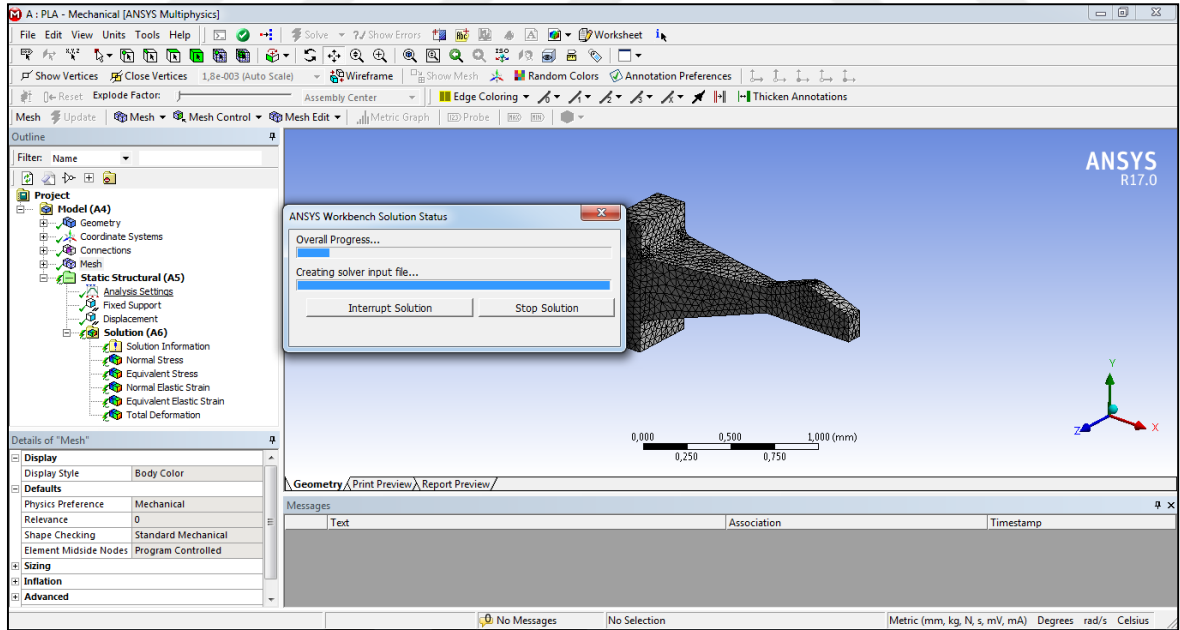 A : PLA - Mechanical [ANSYS Multiphysics]
File Edit View Units Tools Help Solve ?/ Show Errors Worksheet
Show Vertices Close Vertices 1,8e-003 (Auto Scale) Wireframe Show Mesh Random Colors Annotation Preferences
Reset Explode Factor: Assembly Center Edge Coloring Thicken Annotations
Mesh Update Mesh Mesh Control Mesh Edit Metric Graph Probe
Outline
Filter: Name
Project
Model (A4)
Geometry
Coordinate Systems
Connections
Mesh
Static Structural (A5)
Analysis Settings
Fixed Support
Displacement
Solution (A6)
Solution Information
Normal Stress
Equivalent Stress
Normal Elastic Strain
Equivalent Elastic Strain
Total Deformation
ANSYS Workbench Solution Status
Overall Progress...
Creating solver input file...
Interrupt Solution Stop Solution
ANSYS
R17.0
Y
Z X
0,000 0,500 1,000 (mm)
0,250 0,750
Details of "Mesh"
Display
Display Style Body Color
Defaults
Physics Preference Mechanical
Relevance 0
Shape Checking Standard Mechanical
Element Midside Nodes Program Controlled
Sizing
Inflation
Advanced
Geometry Print Preview Report Preview
Messages
Text Association Timestamp
No Messages No Selection Metric (mm, kg, N, s, mV, mA) Degrees rad/s Celsius